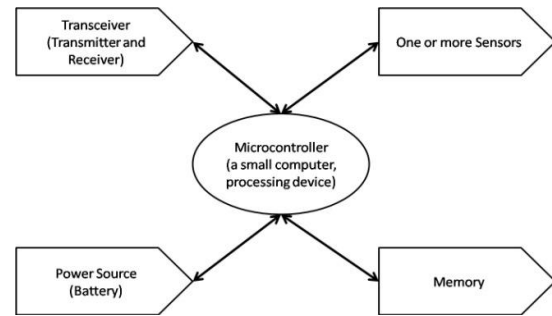 Transceiver
(Transmitter and
Receiver)
One or more Sensors
Microcontroller
(a small computer,
processing device)
Power Source
(Battery)
Memory